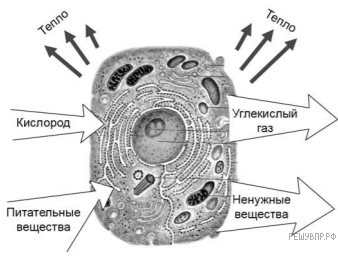 Тепло
Тепло
Кислород
Углекислый
газ
Питательные
вещества
Ненужные
вещества
РЕШУВПР.РФ